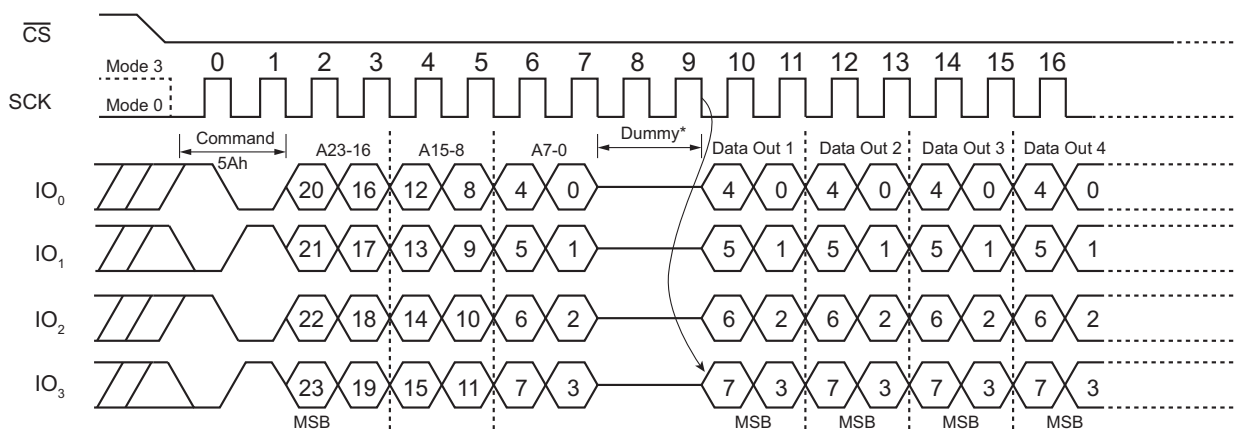 CS
Mode 3
0 1 2 3 4 5 6 7 8 9 10 11 12 13 14 15 16
SCK
Mode 0
Command
5Ah
A23-16 A15-8 A7-0 Dummy* Data Out 1 Data Out 2 Data Out 3 Data Out 4
IO0 20 16 12 8 4 0 4 0 4 0 4 0 4 0
IO1 21 17 13 9 5 1 5 1 5 1 5 1 5 1
IO2 22 18 14 10 6 2 6 2 6 2 6 2 6 2
IO3 23 19 15 11 7 3 7 3 7 3 7 3 7 3
MSB MSB MSB MSB MSB